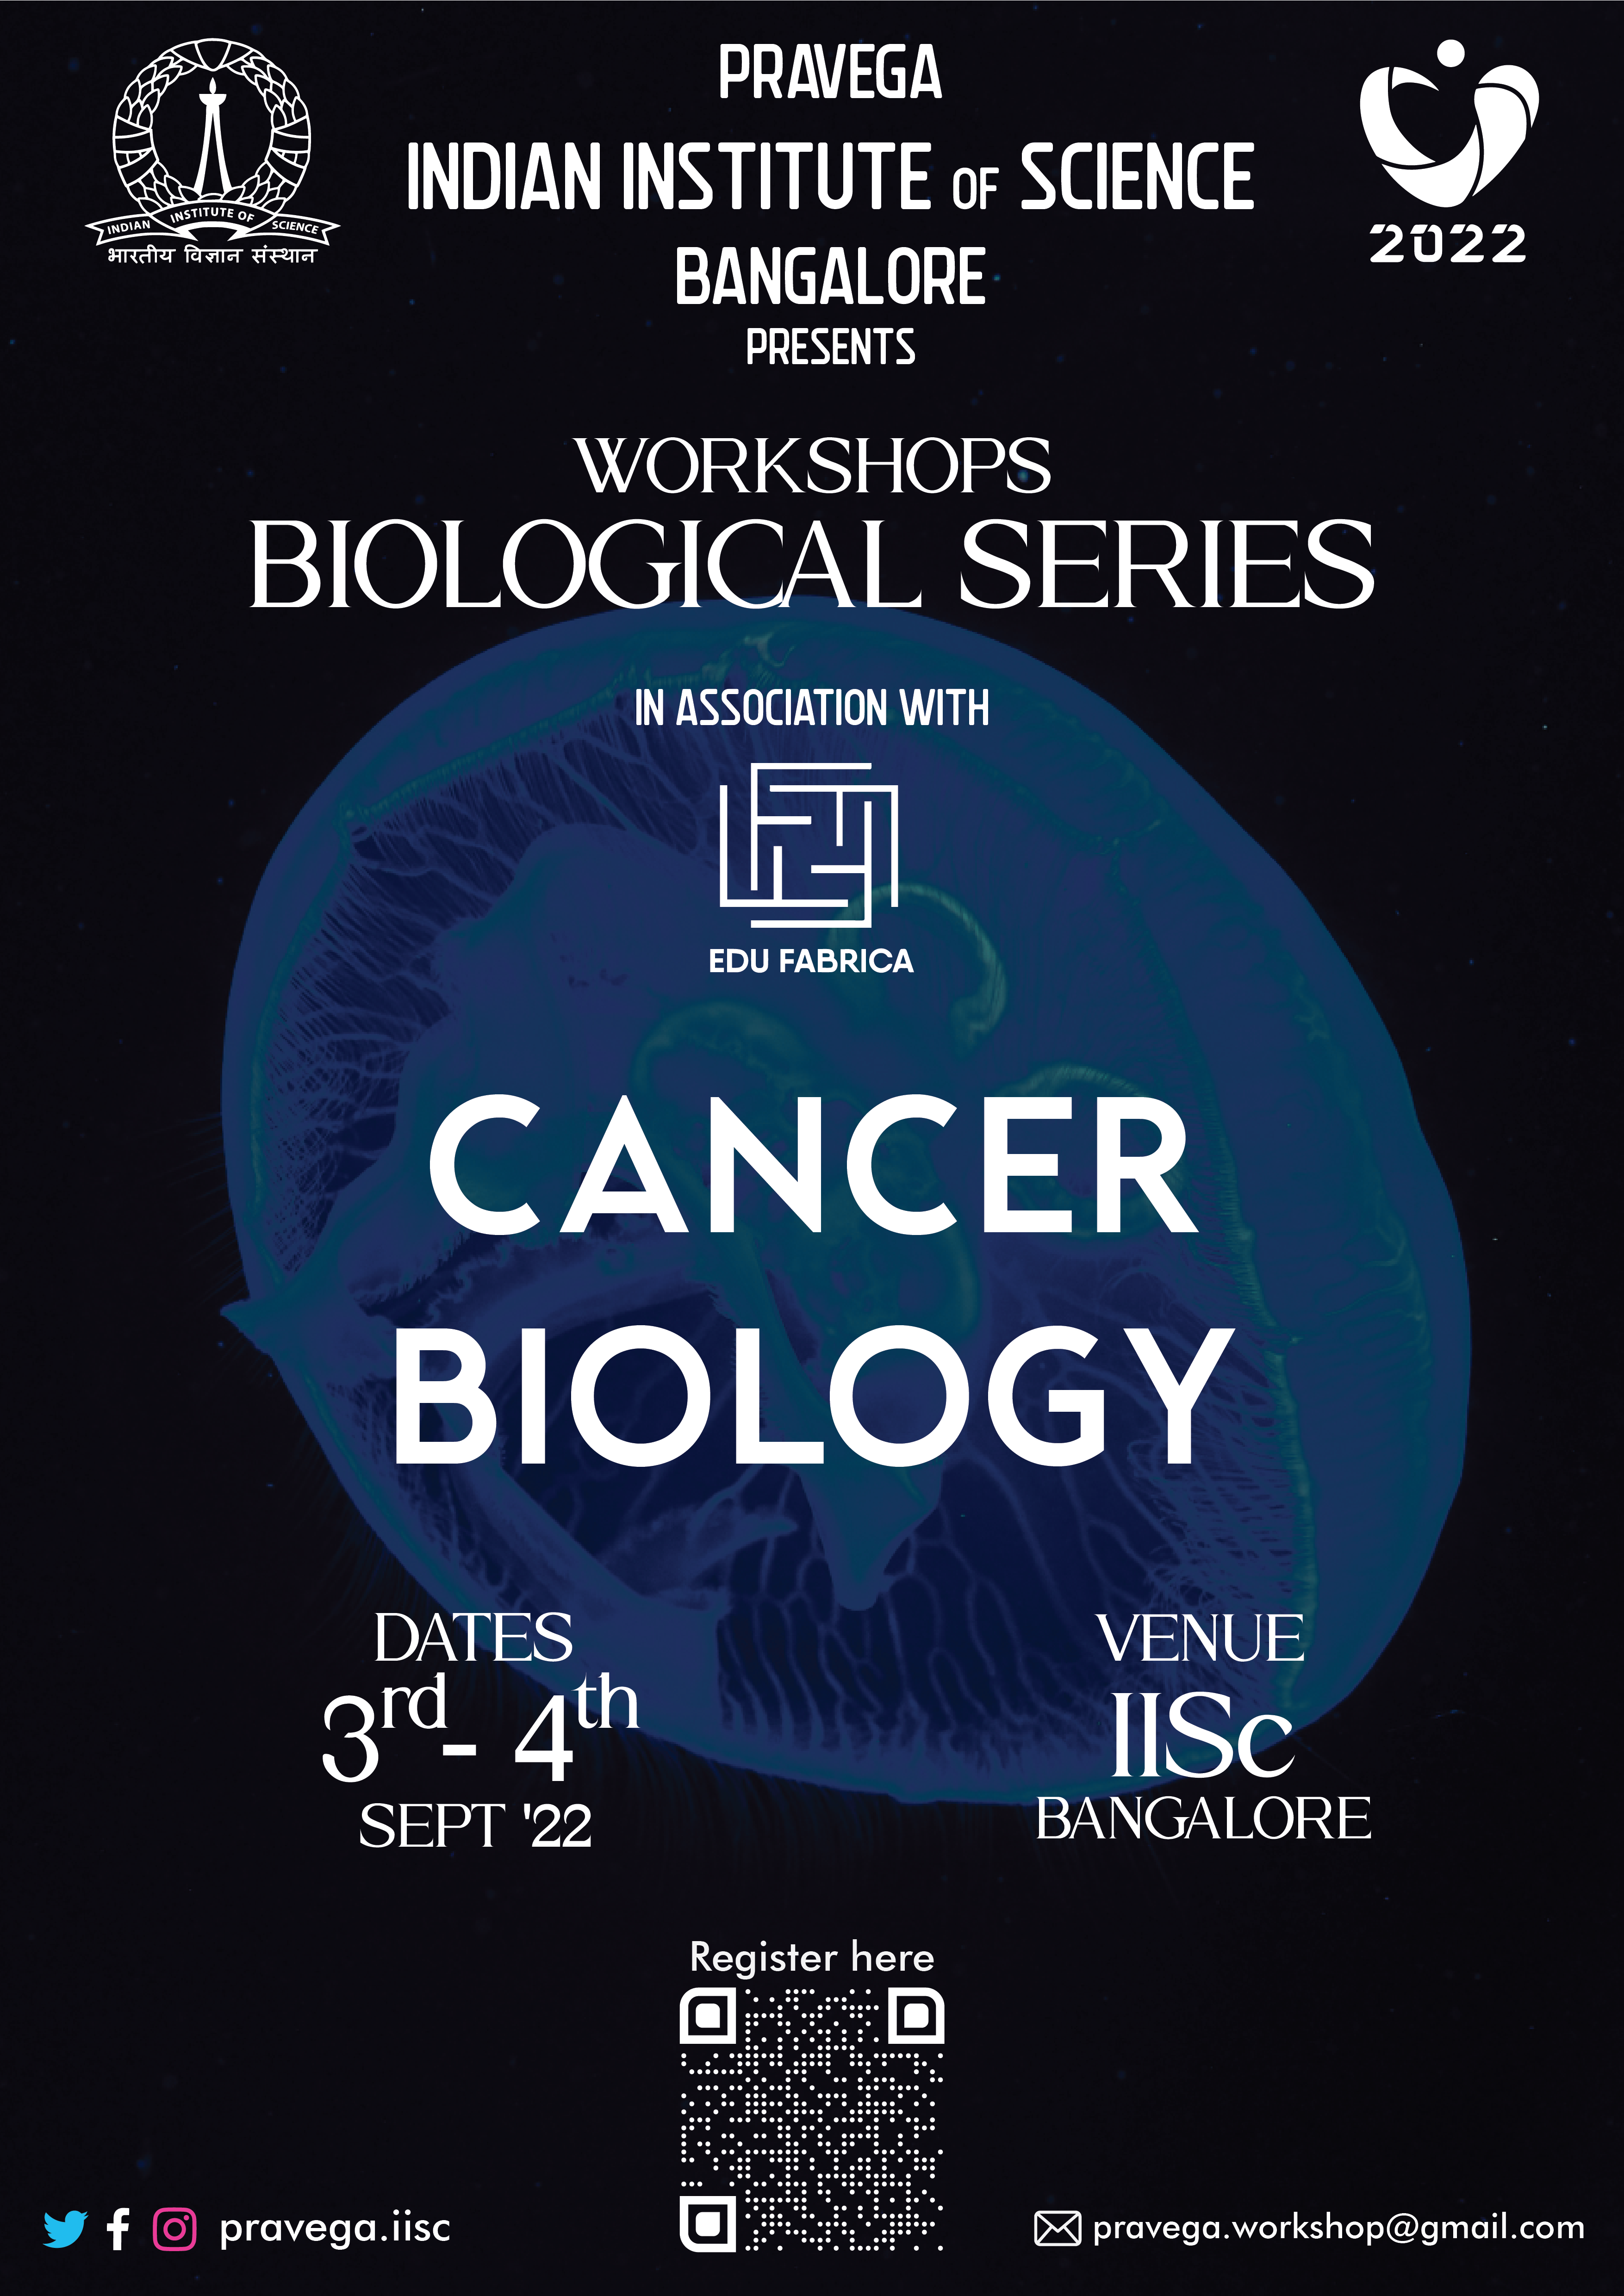 PRAVEGA
INDIAN INSTITUTE OF SCIENCE
BANGALORE
PRESENTS
INDIAN INSTITUTE OF SCIENCE
भारतीय विज्ञान संस्थान
2022
WORKSHOPS
BIOLOGICAL SERIES
IN ASSOCIATION WITH
EDU FABRICA
CANCER
BIOLOGY
DATES
3rd- 4th
SEPT '22
VENUE
IISc
BANGALORE
Register here
pravega.iisc
pravega.workshop@gmail.com